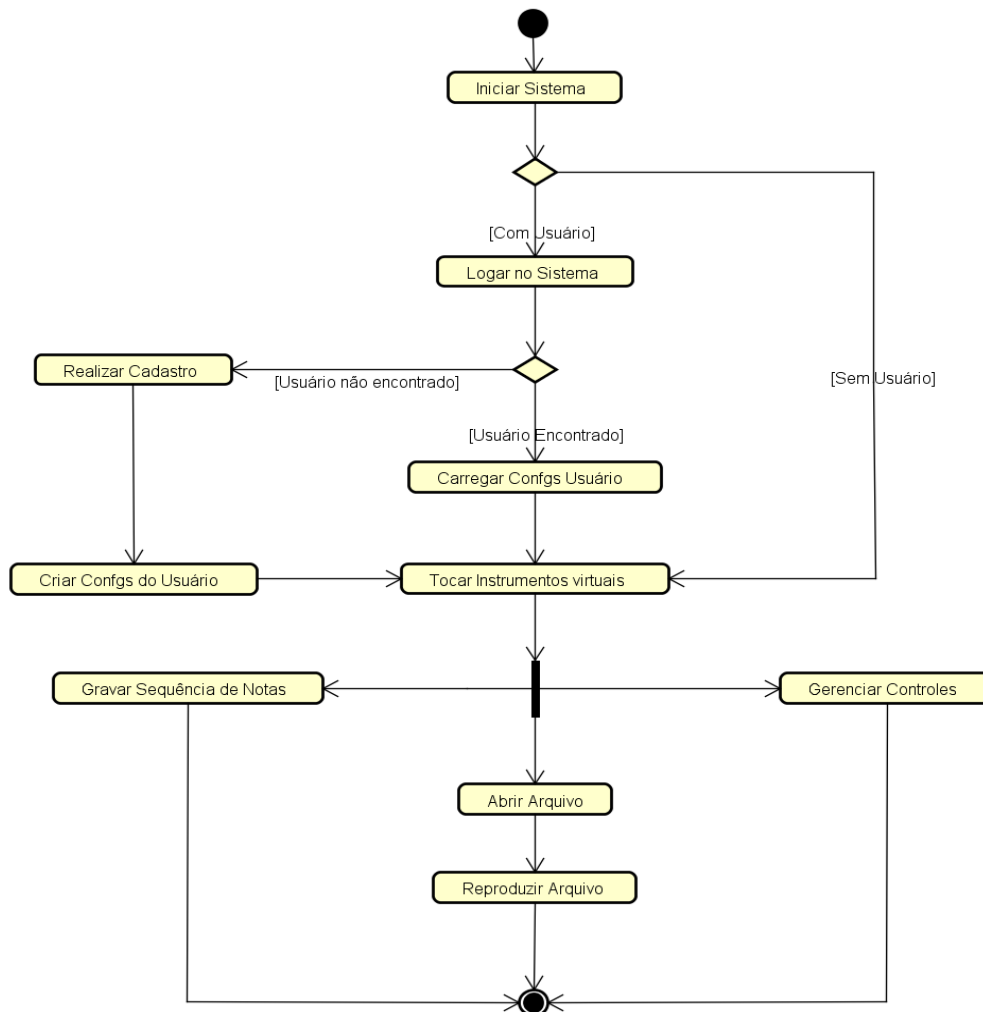 Iniciar Sistema
[Com Usuário]
Logar no Sistema
Realizar Cadastro
[Usuário não encontrado]
[Sem Usuário]
[Usuário Encontrado]
Carregar Confgs Usuário
Criar Confgs do Usuário
Tocar Instrumentos virtuais
Gravar Sequência de Notas
Gerenciar Controles
Abrir Arquivo
Reproduzir Arquivo